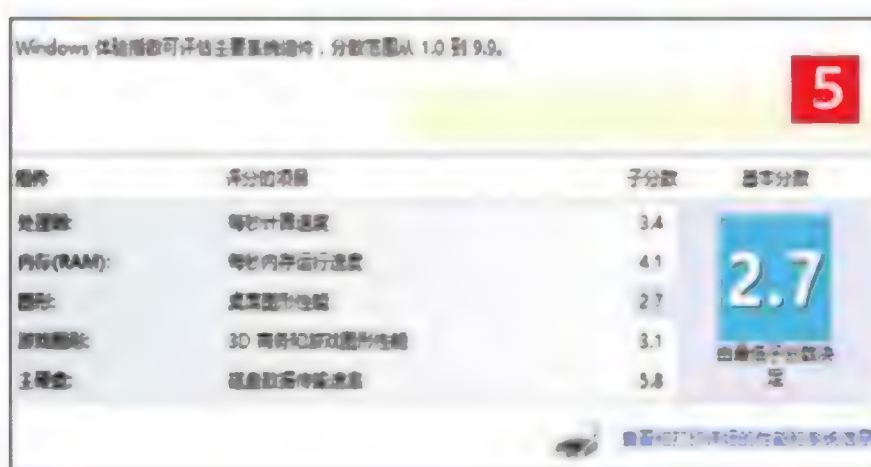 Windows 体验指数可评估主要系统组件，分数范围从 1.0 到 9.9。
5
组件 评分的项目 子分数 基本分数
处理器: 每秒计算速度 3.4
内存(RAM): 每秒内存运行速度 4.1
2.7
图形: 桌面图形性能 2.7
游戏图形: 3D 商务和游戏图形性能 3.1
由最低子分数决定
主硬盘: 磁盘数据传输速率 5.8